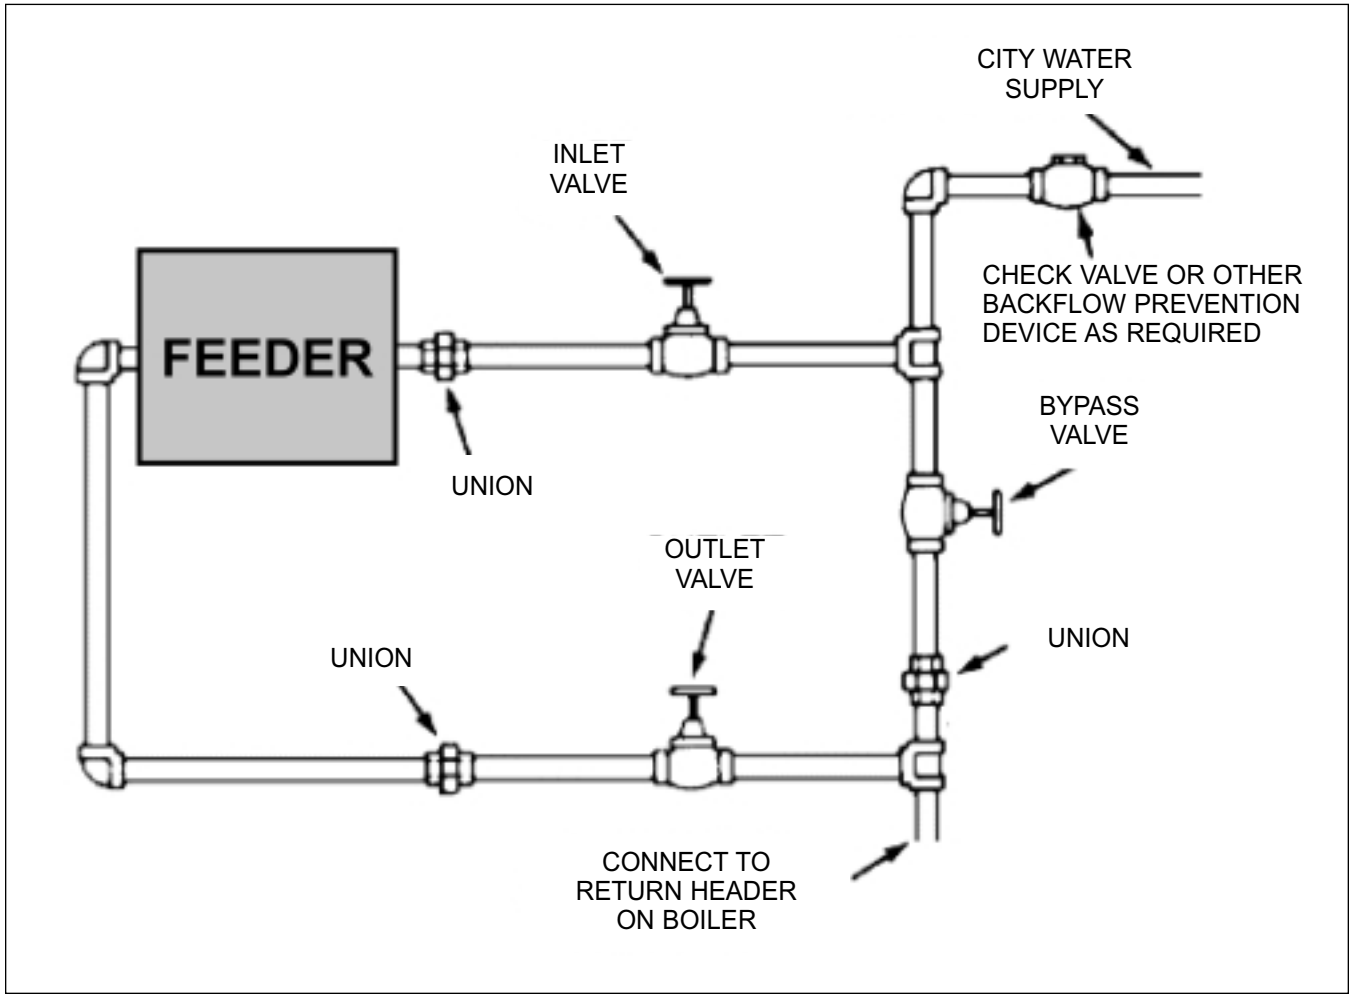 CITY WATER
SUPPLY
INLET
VALVE
CHECK VALVE OR OTHER
BACKFLOW PREVENTION
DEVICE AS REQUIRED
FEEDER
BYPASS
VALVE
UNION
OUTLET
VALVE
UNION
UNION
CONNECT TO
RETURN HEADER
ON BOILER